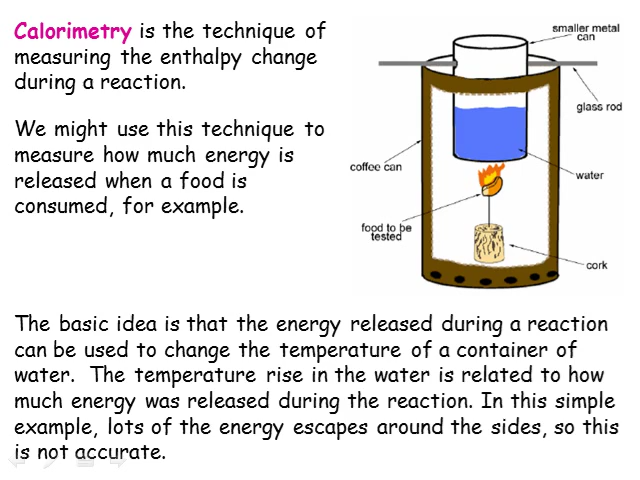 Calorimetry is the technique of
measuring the enthalpy change
during a reaction.
We might use this technique to
measure how much energy is
released when a food is
consumed, for example.
smaller metal
can
glass rod
coffee can
water
food to be
tested
cork
The basic idea is that the energy released during a reaction
can be used to change the temperature of a container of
water.  The temperature rise in the water is related to how
much energy was released during the reaction. In this simple
example, lots of the energy escapes around the sides, so this
is not accurate.